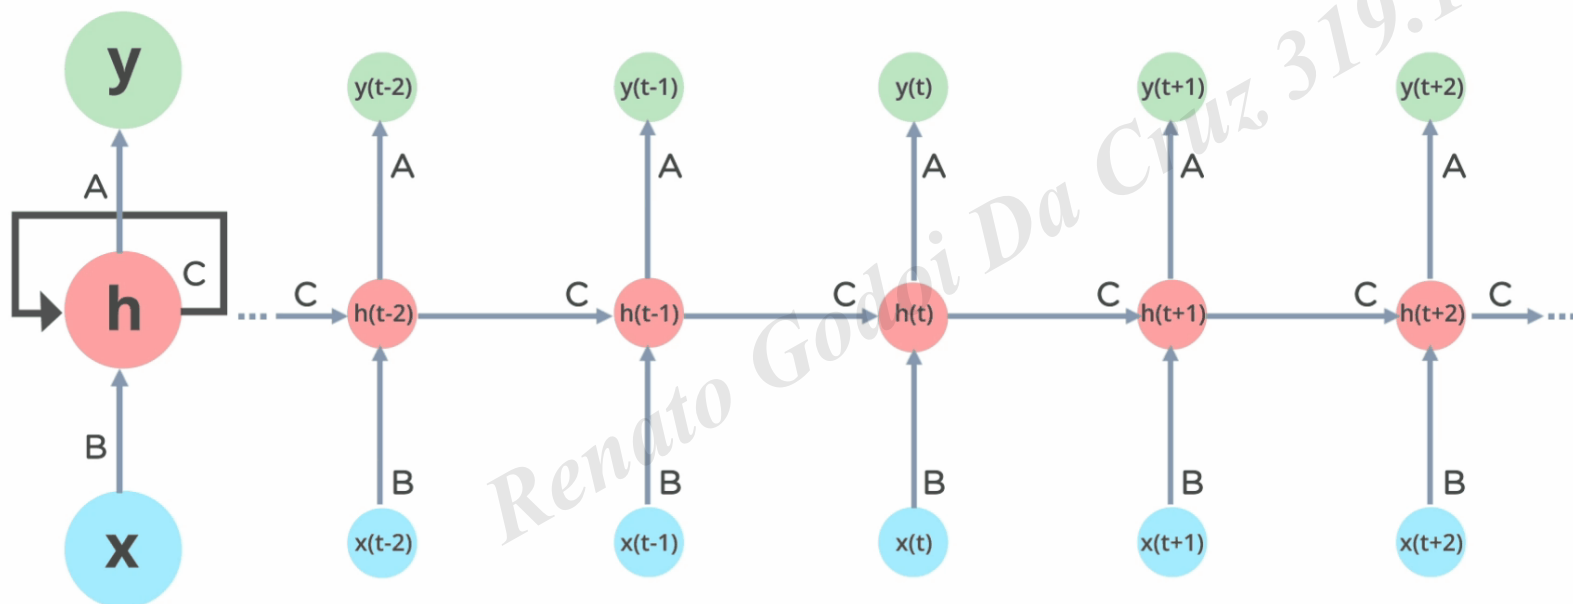 y
y(t-2) y(t-1) y(t) y(t+1) y(t+2)
A A A A A A
C
h
... C h(t-2) C h(t-1) C h(t) C h(t+1) C h(t+2) C ...
B B B B B B
x
x(t-2) x(t-1) x(t) x(t+1) x(t+2)
Renato Godoi Da Cruz 319.